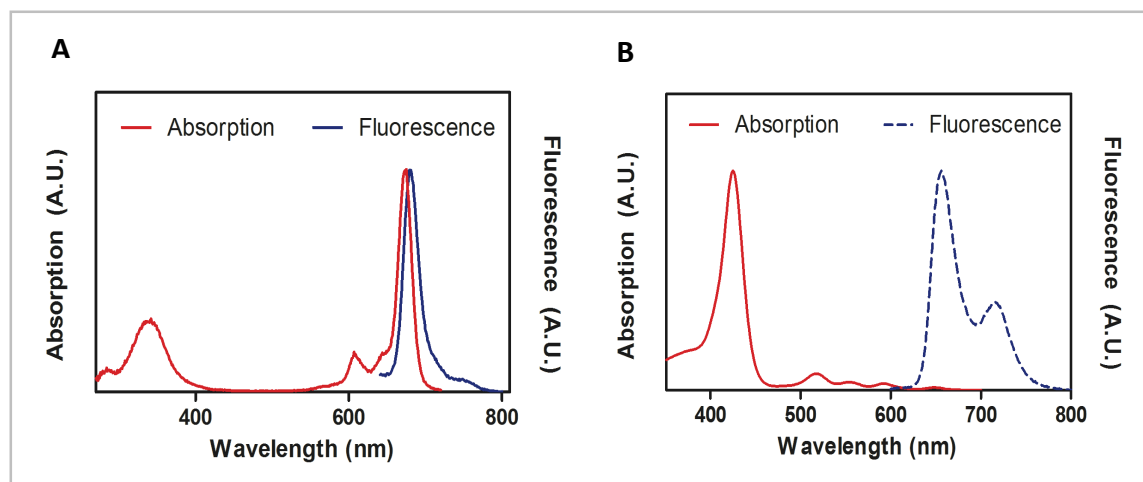 A
Absorption
Fluorescence
Absorption (A.U.)
Fluorescence (A.U.)
400
600
800
Wavelength (nm)
B
Absorption
Fluorescence
Absorption (A.U.)
Fluorescence (A.U.)
400
500
600
700
800
Wavelength (nm)